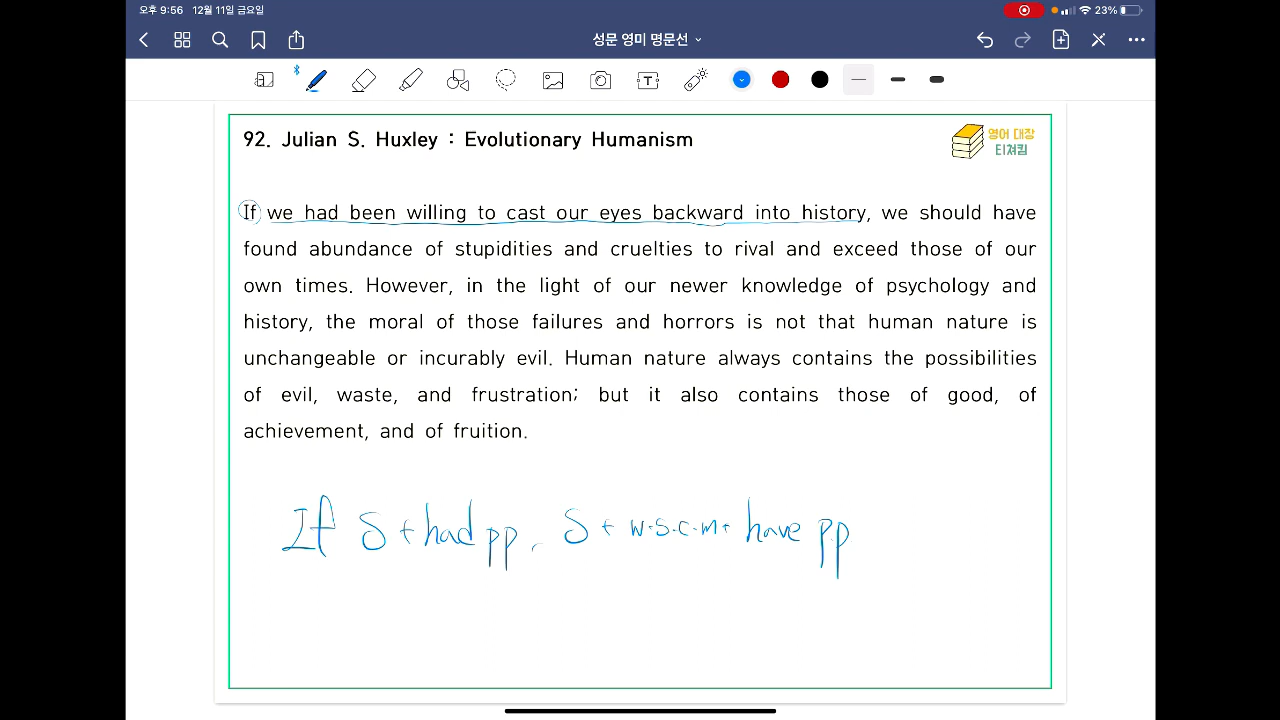 오후 9:56 12월 11일 금요일
23%
성문 영미 명문선
T
92. Julian S. Huxley : Evolutionary Humanism
영어 대장
티쳐킴
If we had been willing to cast our eyes backward into history, we should have
found abundance of stupidities and cruelties to rival and exceed those of our
own times. However, in the light of our newer knowledge of psychology and
history, the moral of those failures and horrors is not that human nature is
unchangeable or incurably evil. Human nature always contains the possibilities
of evil, waste, and frustration; but it also contains those of good, of
achievement, and of fruition.
If S + had pp, S + w.s.c.m + have p.p